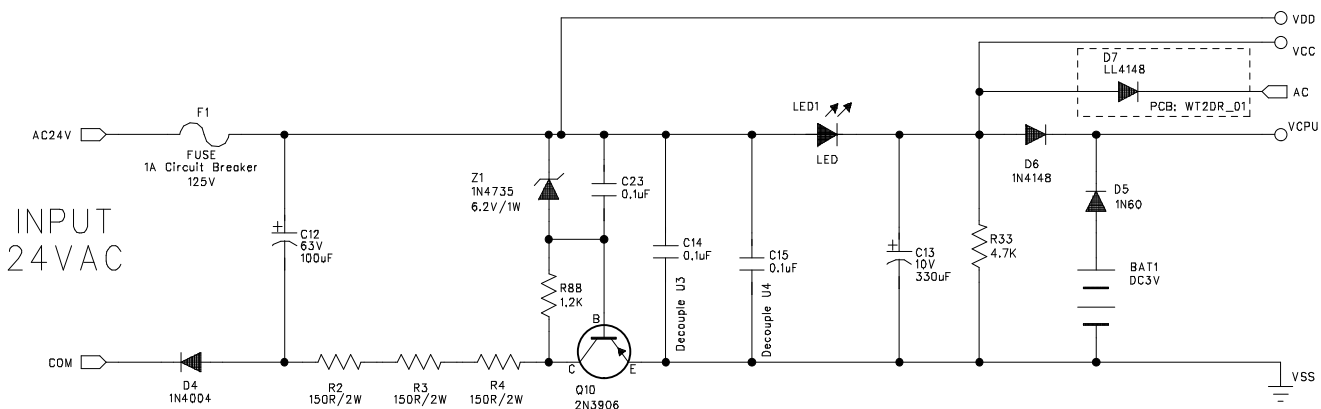 VDD
VCC
D7
LL4148
PCB: WT2DR_01
AC
AC24V
F1
FUSE
1A Circuit Breaker
125V
LED1
LED
VCPU
D6
1N4148
Z1
1N4735
6.2V/1W
C23
0.1uF
D5
1N60
INPUT
24VAC
C12
63V
100uF
C14
0.1uF
Decouple U3
C15
0.1uF
Decouple U4
C13
10V
330uF
R33
4.7K
BAT1
DC3V
R88
1.2K
B
C
E
Q10
2N3906
COM
D4
1N4004
R2
150R/2W
R3
150R/2W
R4
150R/2W
VSS